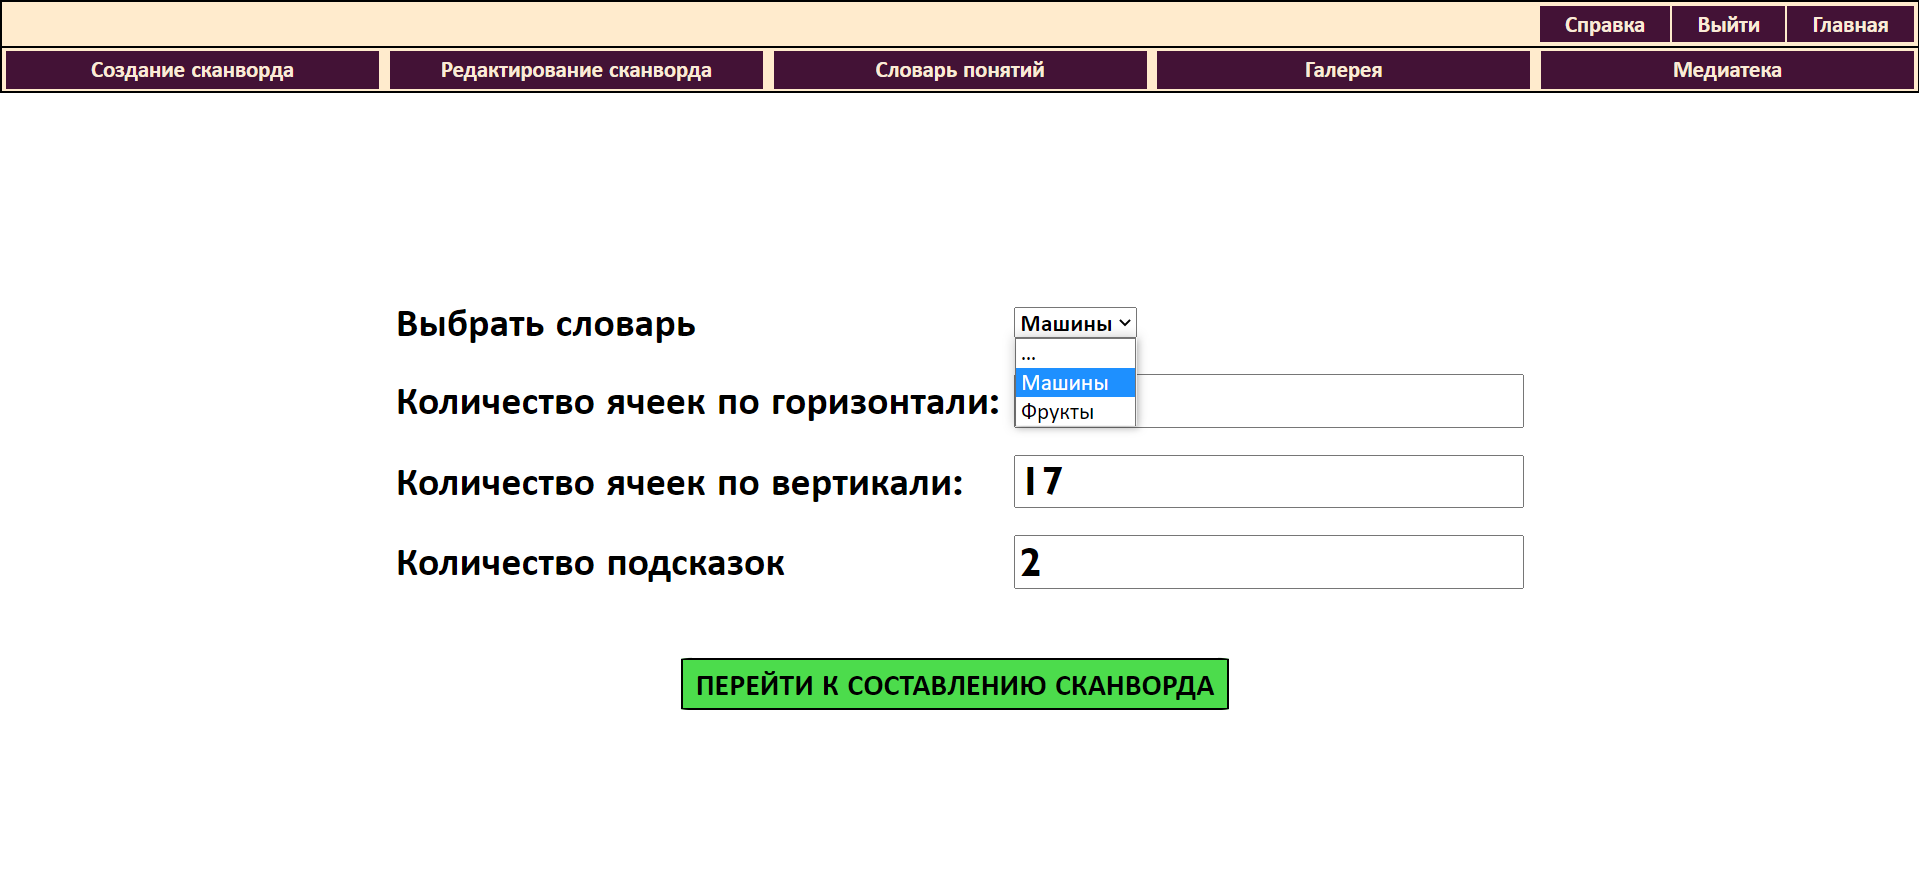 Справка Выйти Главная
Создание сканворда Редактирование сканворда Словарь понятий Галерея Медиатека
Выбрать словарь Машины
...
Машины
Количество ячеек по горизонтали:
Фрукты
Количество ячеек по вертикали: 17
Количество подсказок 2
ПЕРЕЙТИ К СОСТАВЛЕНИЮ СКАНВОРДА